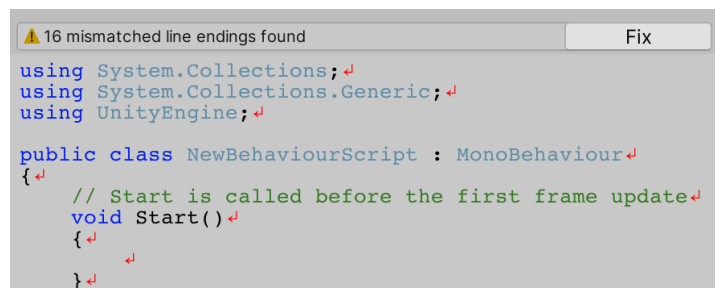 16 mismatched line endings found
Fix
using System.Collections;↲
using System.Collections.Generic;↲
using UnityEngine;↲
public class NewBehaviourScript : MonoBehaviour↲
{↲
// Start is called before the first frame update↲
void Start()↲
{↲
↲
}↲